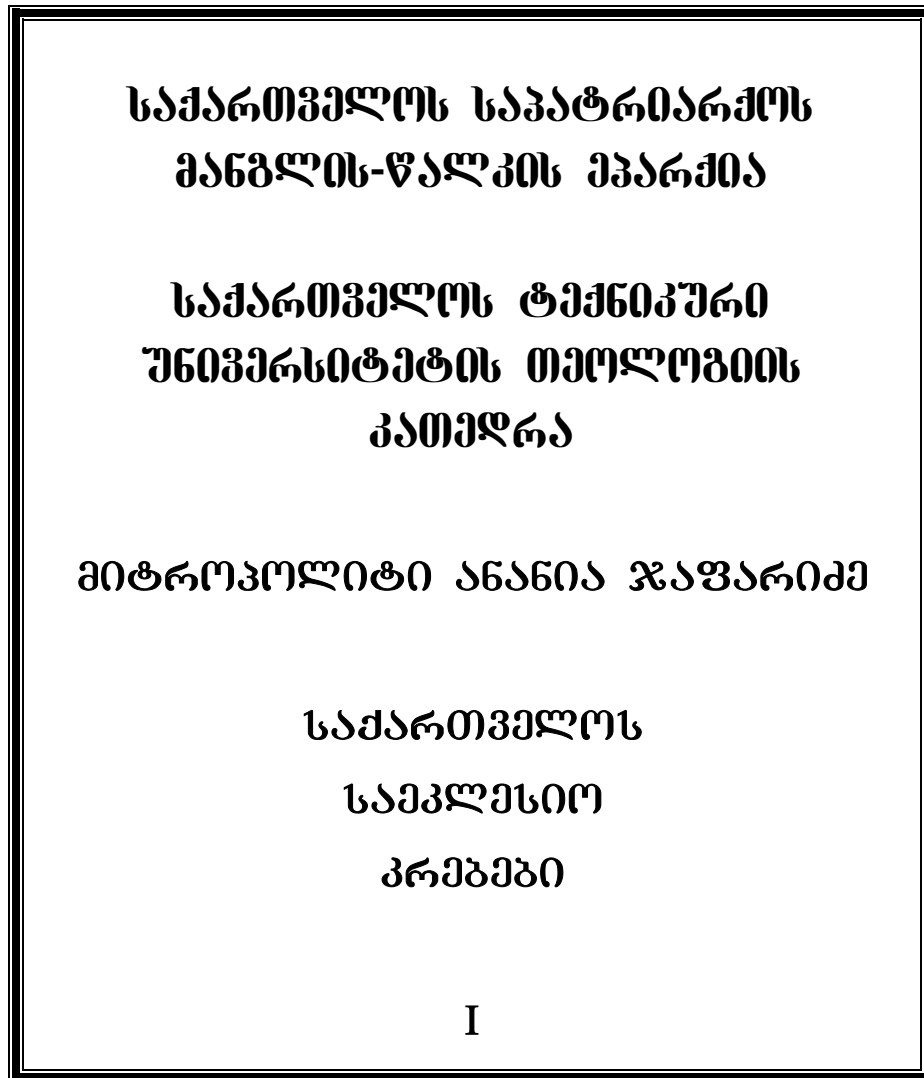 საქართველოს საპატრიარქოს
მანგლის-წალკის ეპარქია
საქართველოს ტექნიკური
უნივერსიტეტის თეოლოგიის
კათედრა
მიტროპოლიტი ანანია ჯაფარიძე
საქართველოს
საეკლესიო
კრებები
I